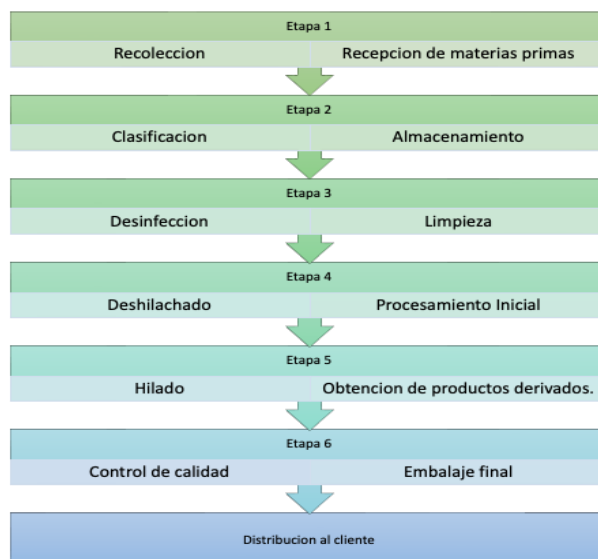 Etapa 1
Recoleccion Recepcion de materias primas
Etapa 2
Clasificacion Almacenamiento
Etapa 3
Desinfeccion Limpieza
Etapa 4
Deshilachado Procesamiento Inicial
Etapa 5
Hilado Obtencion de productos derivados.
Etapa 6
Control de calidad Embalaje final
Distribucion al cliente